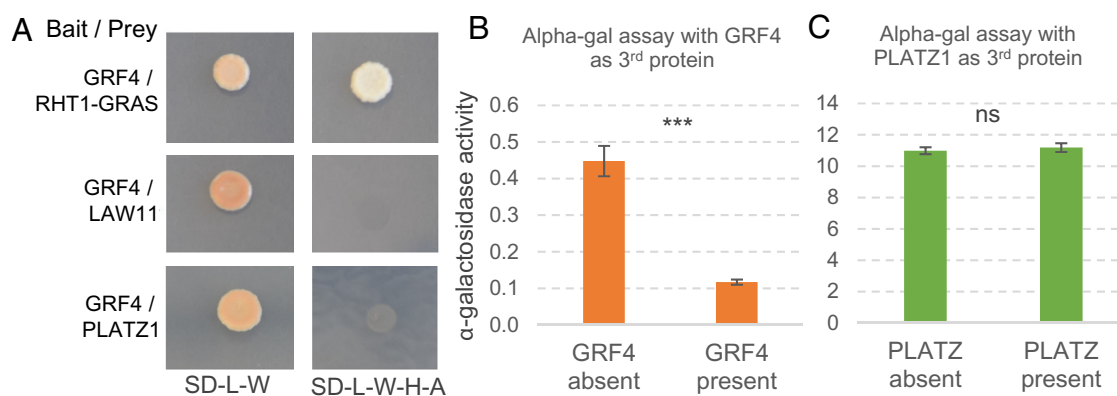 A
Bait / Prey
GRF4 /
RHT1-GRAS
GRF4 /
LAW11
GRF4 /
PLATZ1
SD-L-W
SD-L-W-H-A
B
Alpha-gal assay with GRF4
as 3rd protein
α-galactosidase activity
0.6
0.5
0.4
0.3
0.2
0.1
0.0
***
GRF4
absent
GRF4
present
C
Alpha-gal assay with
PLATZ1 as 3rd protein
14
12
10
8
6
4
2
0
ns
PLATZ
absent
PLATZ
present